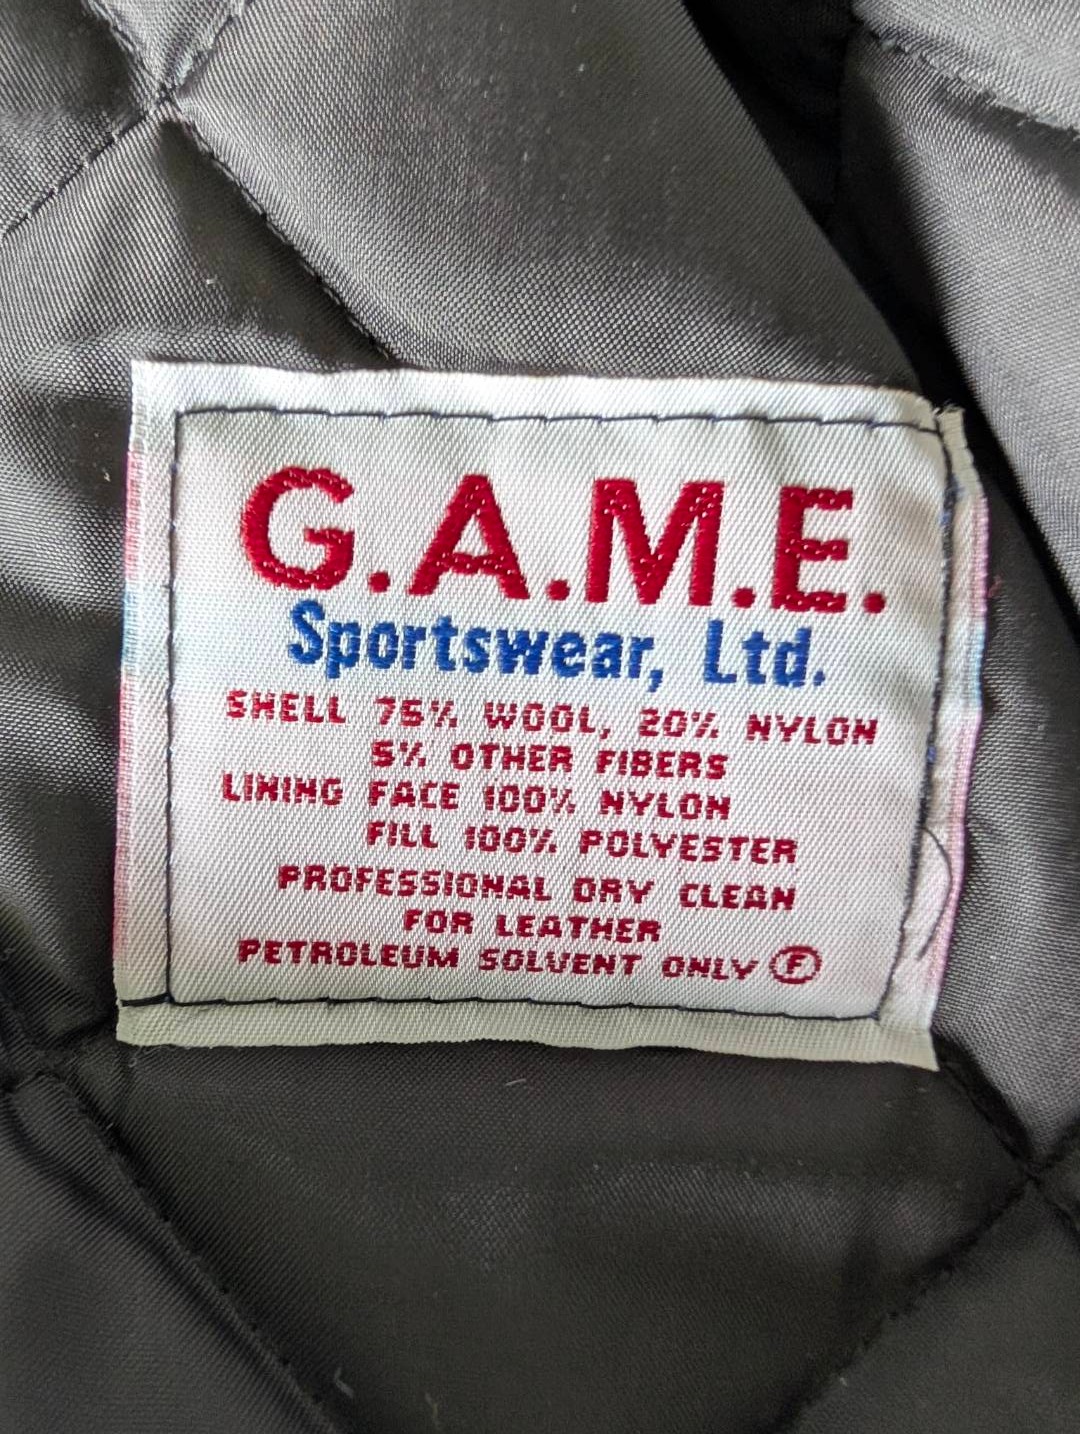 G.A.M.E.
Sportswear, Ltd.
SHELL 75% WOOL, 20% NYLON
5% OTHER FIBERS
LINING FACE 100% NYLON
FILL 100% POLYESTER
PROFESSIONAL DRY CLEAN
FOR LEATHER
PETROLEUM SOLVENT ONLY Ⓕ